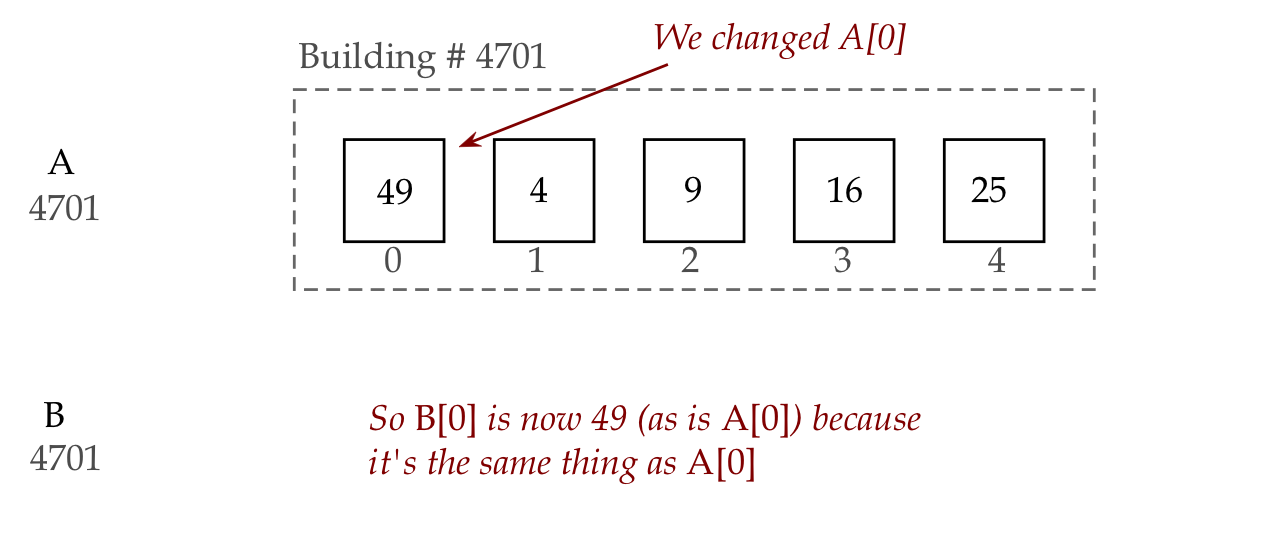 We changed A[0]
Building # 4701
A
49 4 9 16 25
4701
0 1 2 3 4
B
So B[0] is now 49 (as is A[0]) because
4701
it's the same thing as A[0]